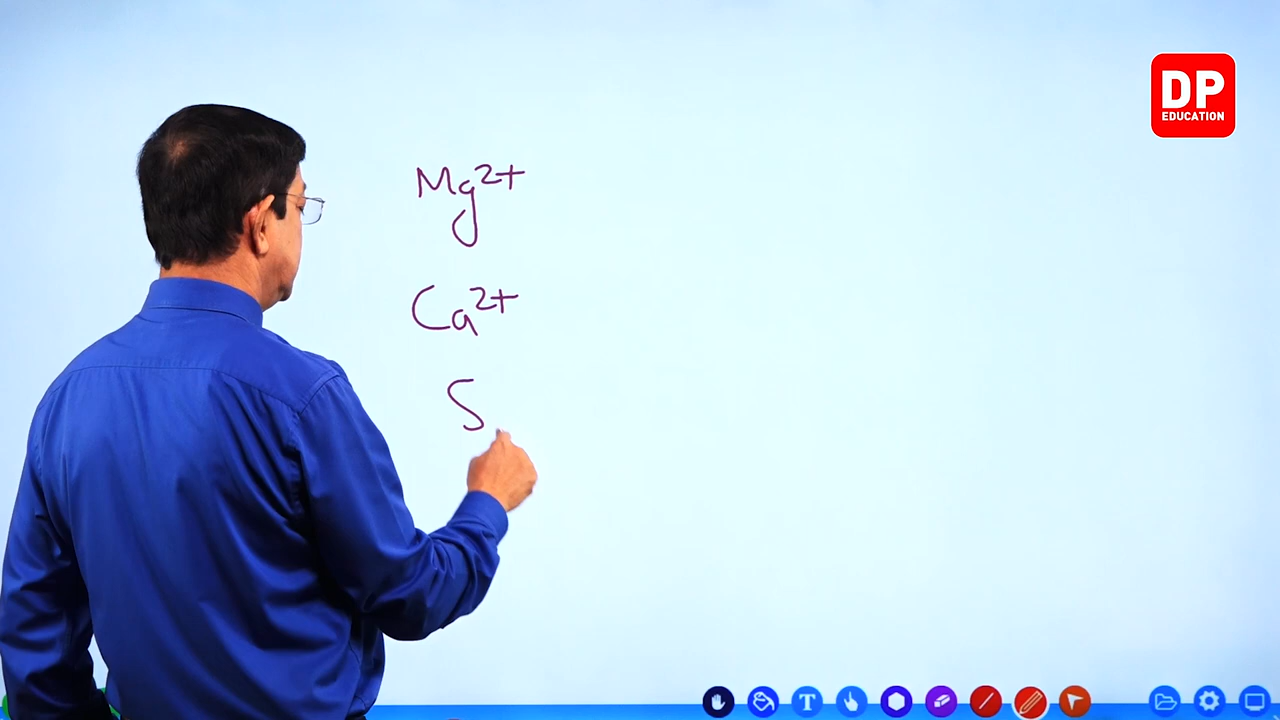 DP
EDUCATION
Mg²⁺
Ca²⁺
S
T